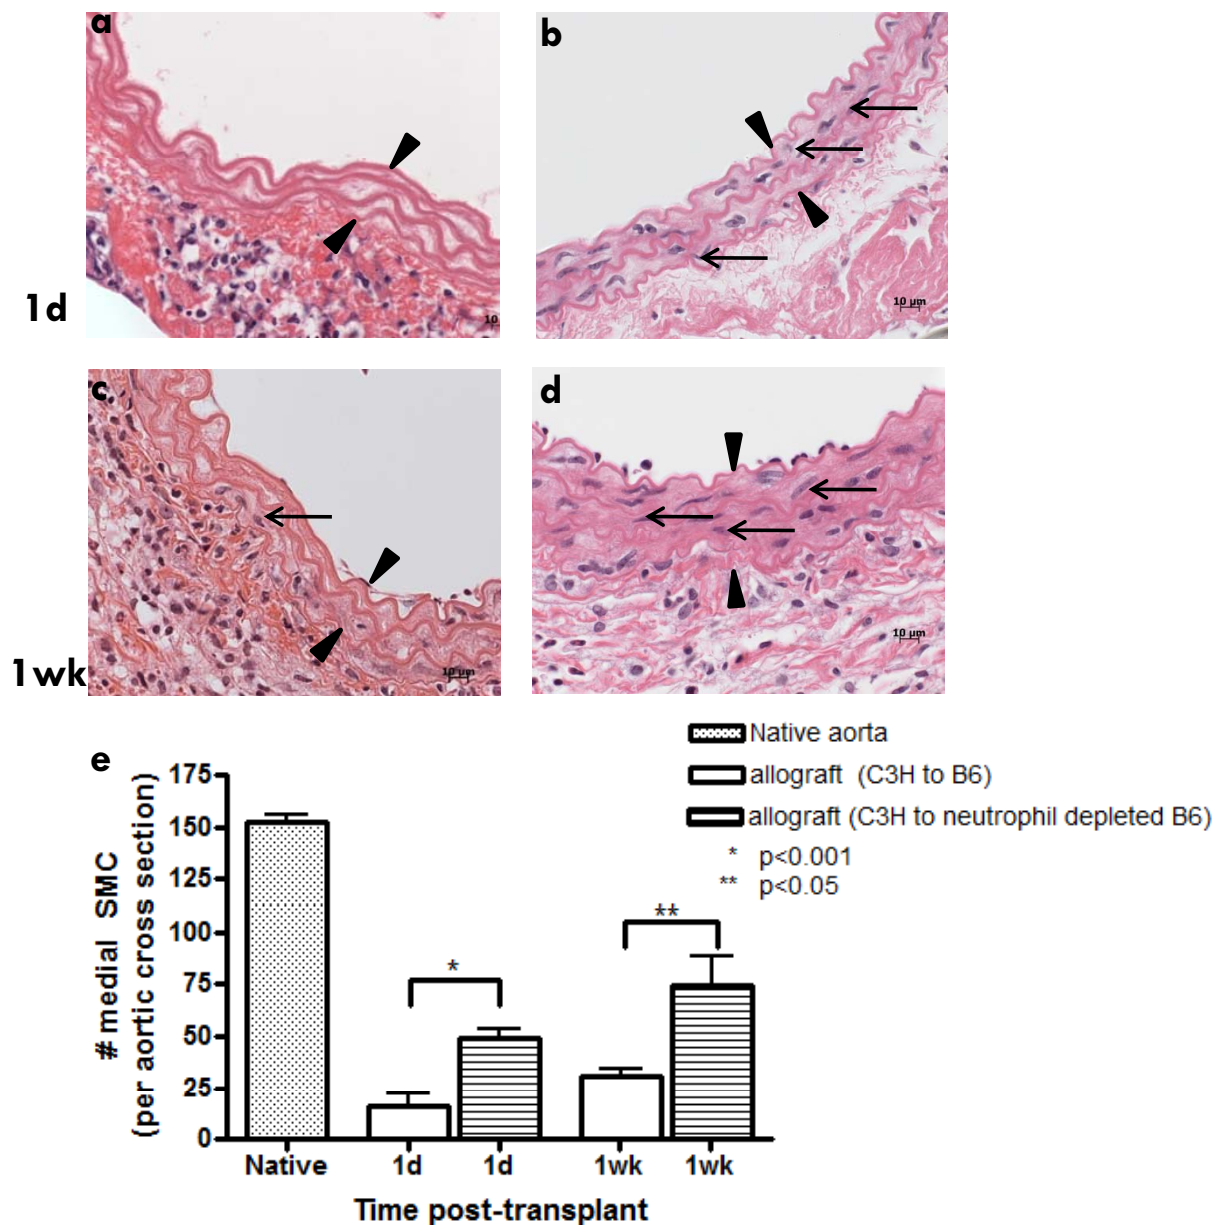 a
b
1d
10
10 µm
c
d
1wk
10 µm
10 µm
e
Native aorta
allograft (C3H to B6)
allograft (C3H to neutrophil depleted B6)
* p<0.001
** p<0.05
# medial SMC
(per aortic cross section)
175
150
125
100
75
50
25
0
*
**
Native 1d 1d 1wk 1wk
Time post-transplant